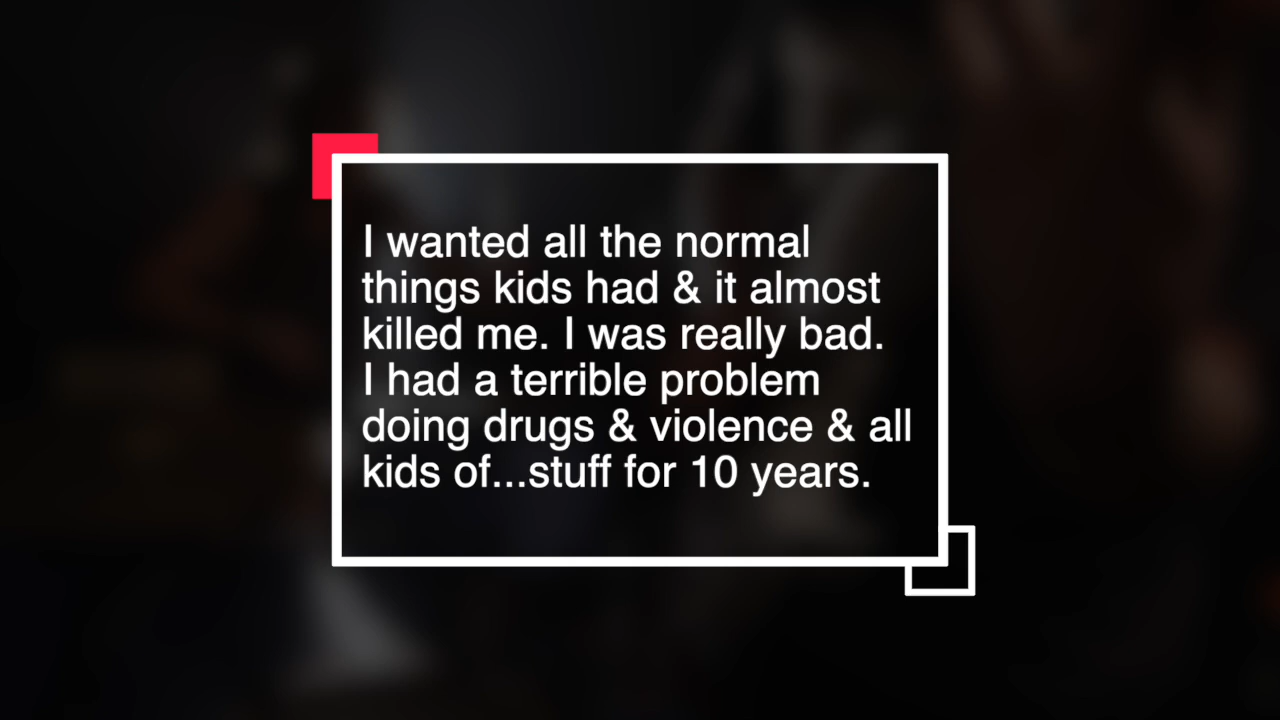 I wanted all the normal
things kids had & it almost
killed me. I was really bad.
I had a terrible problem
doing drugs & violence & all
kids of...stuff for 10 years.